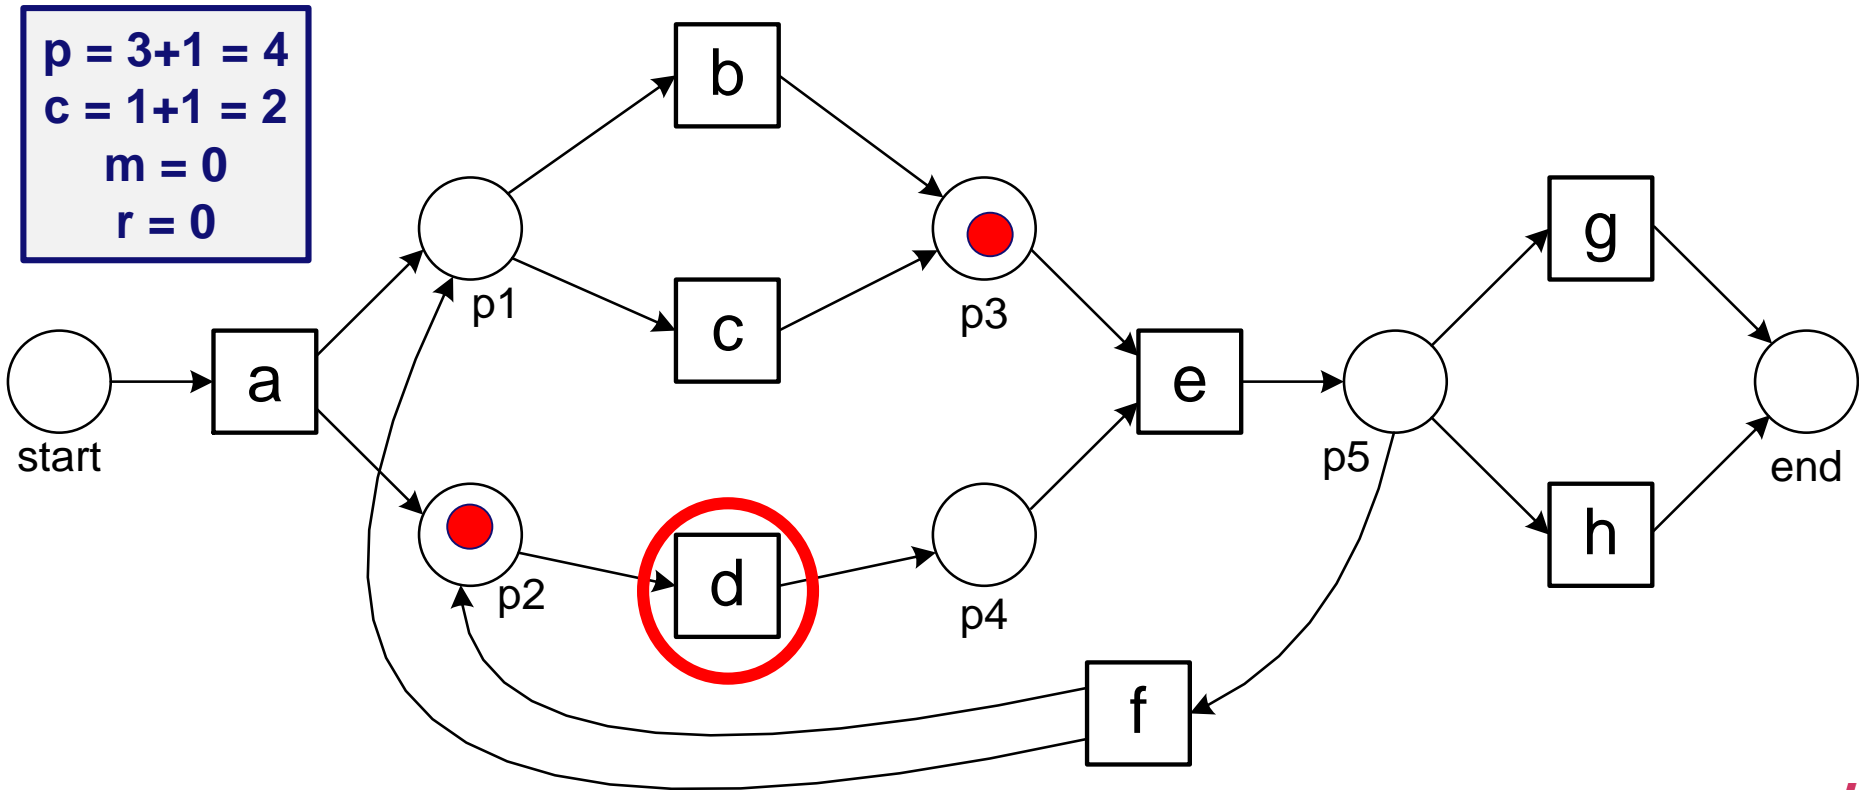 p = 3+1 = 4
c = 1+1 = 2
m = 0
r = 0
b
p1
c
p3
g
a
start
e
p5
end
p2
d
p4
h
f